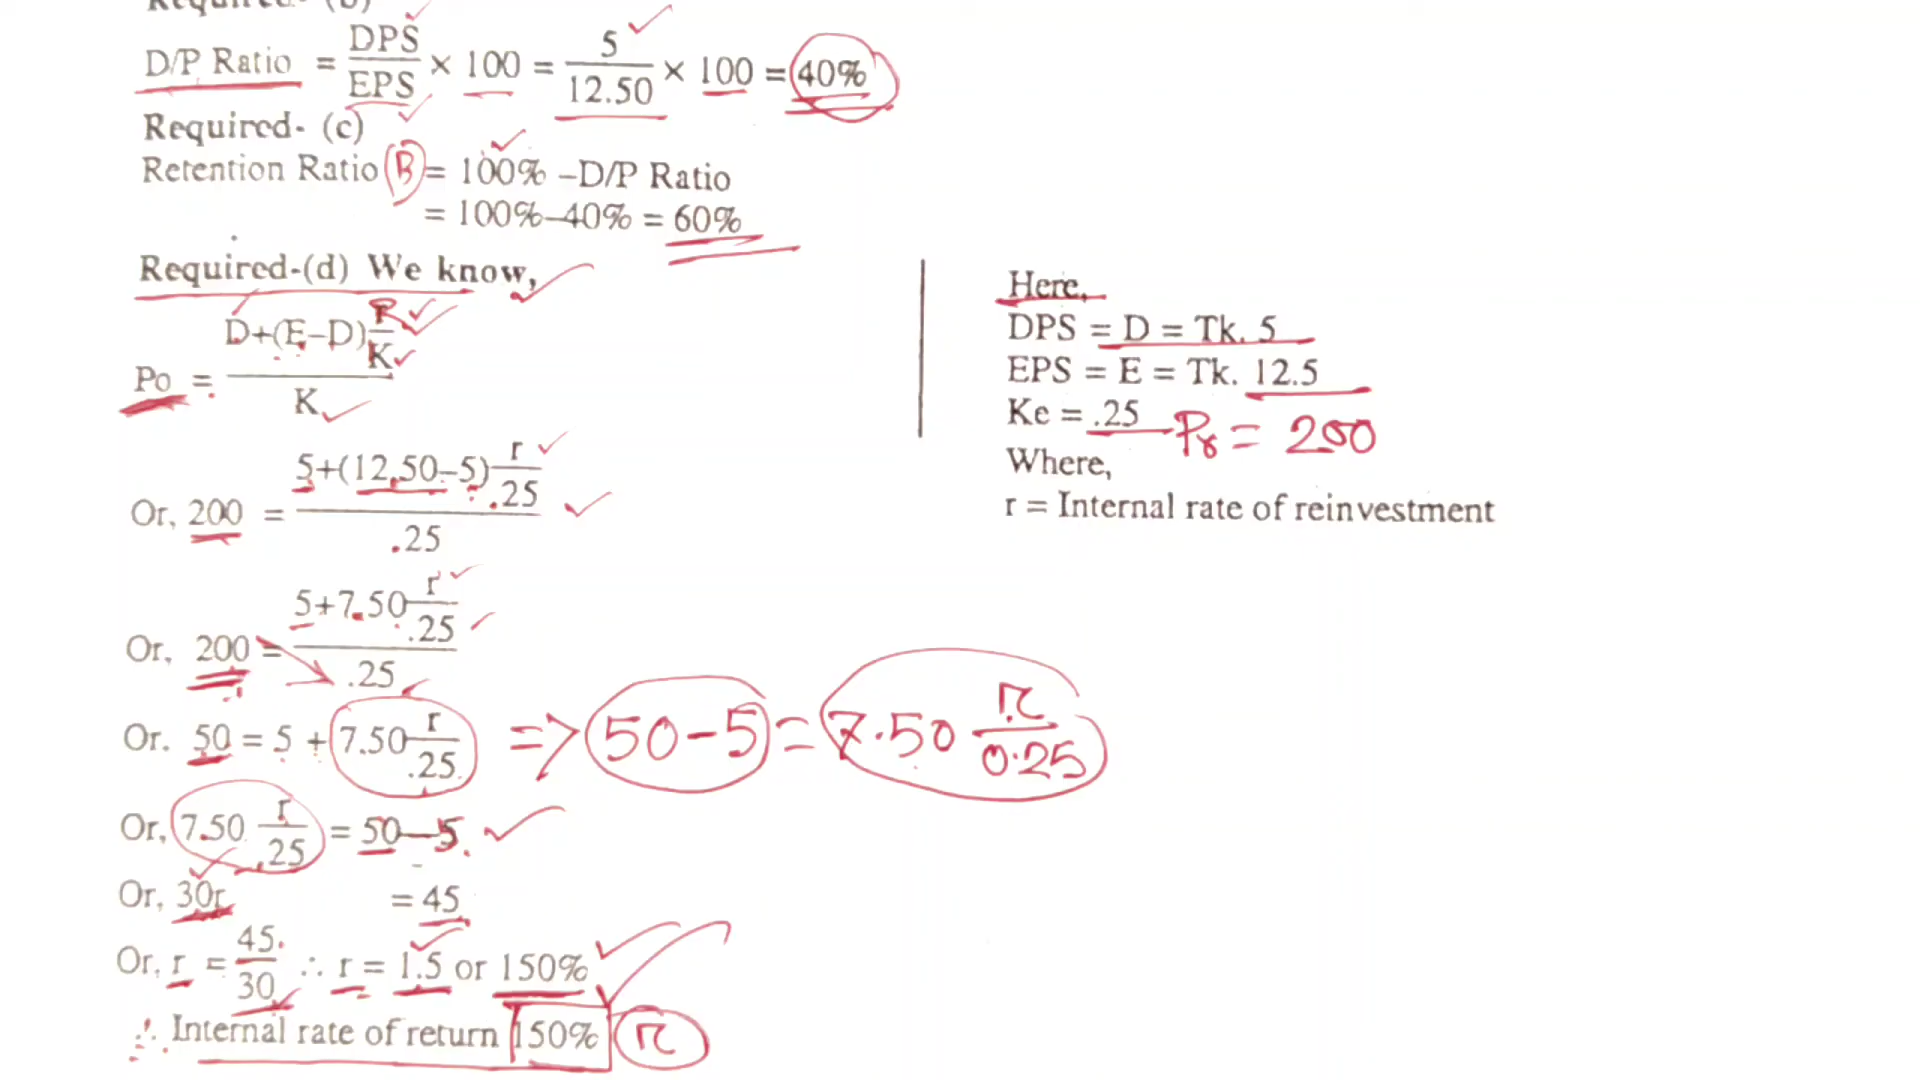 Required- (b)
D/P Ratio = DPS/EPS × 100 = 5/12.50 × 100 = 40%
Required- (c)
Retention Ratio B = 100% –D/P Ratio
= 100%–40% = 60%
Required-(d) We know,
Po = D+(E–D) r/K / K
Or, 200 = 5+(12.50–5) r/.25 / .25
Or, 200 = 5+7.50 r/.25 / .25
Or. 50 = 5 + 7.50 r/.25 => 50-5 = 7.50 r/0.25
Or, 7.50 r/.25 = 50–5
Or, 30r = 45
Or, r = 45/30 ∴ r = 1.5 or 150%
∴ Internal rate of return 150% r
Here,
DPS = D = Tk. 5
EPS = E = Tk. 12.5
Ke = .25 = 200
Where,
r = Internal rate of reinvestment